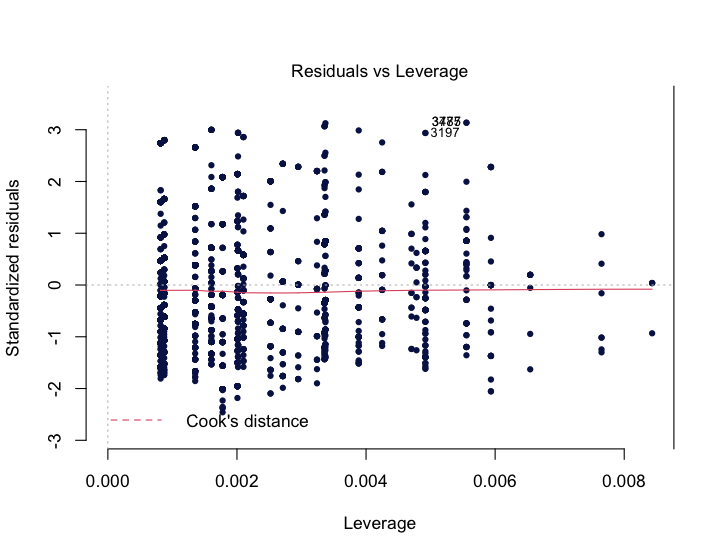 Residuals vs Leverage
3
2
1
0
-1
-2
-3
Standardized residuals
3197
Cook's distance
0.000 0.002 0.004 0.006 0.008
Leverage